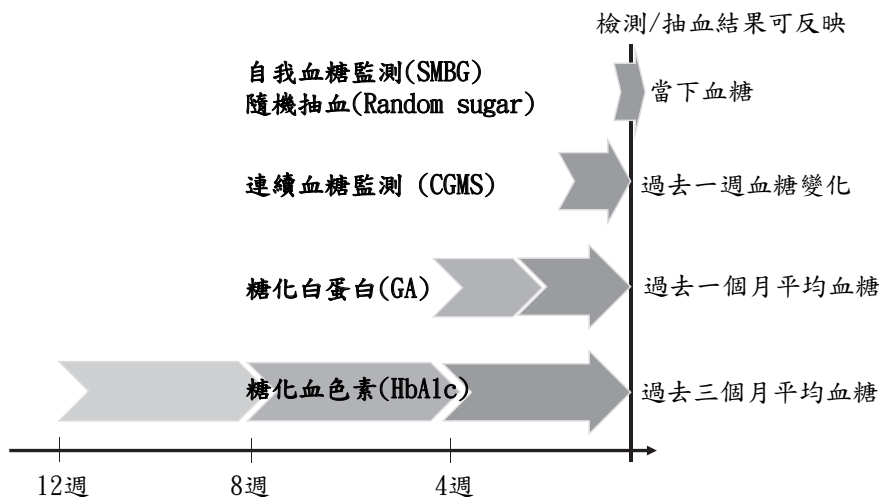 檢測/抽血結果可反映
自我血糖監測(SMBG)
隨機抽血(Random sugar)
當下血糖
連續血糖監測 (CGMS)
過去一週血糖變化
糖化白蛋白(GA)
過去一個月平均血糖
糖化血色素(HbA1c)
過去三個月平均血糖
12週
8週
4週